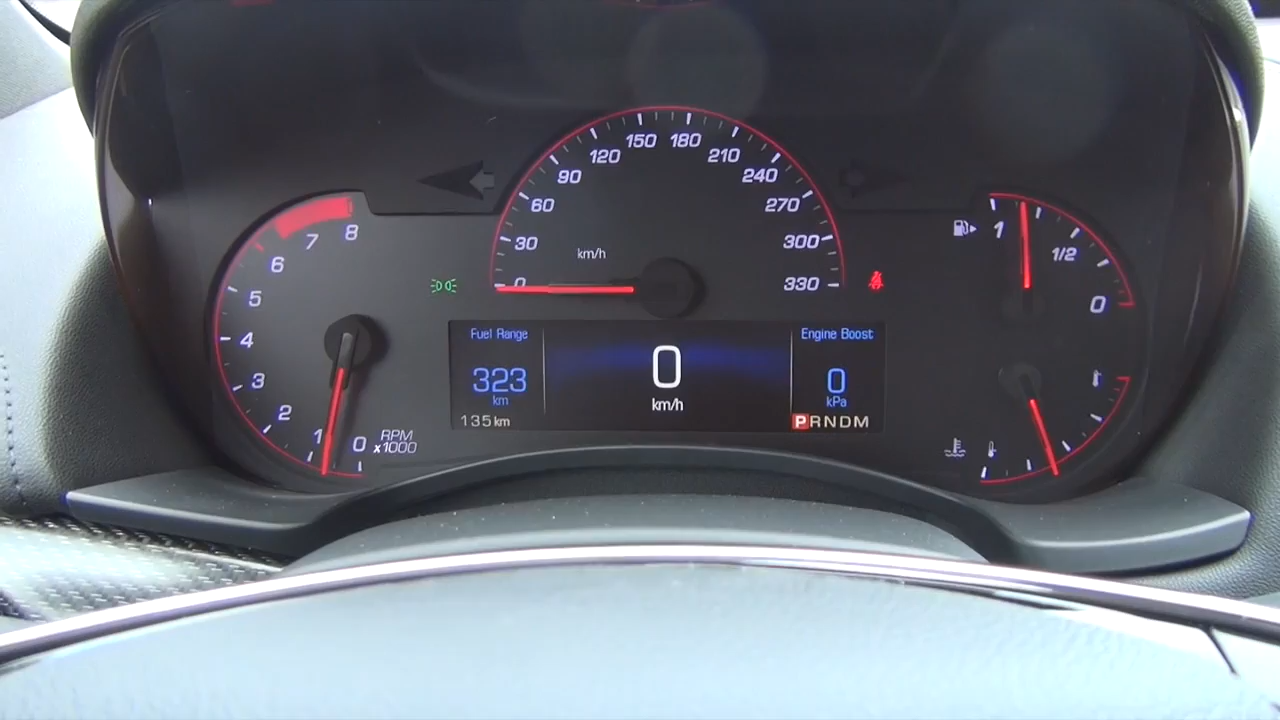 0 1 2 3 4 5 6 7 8
RPM
x1000
0 30 60 90 120 150 180 210 240 270 300 330
km/h
1 1/2 0
Fuel Range
323
km
135 km
0
km/h
Engine Boost
0
kPa
PRNDM